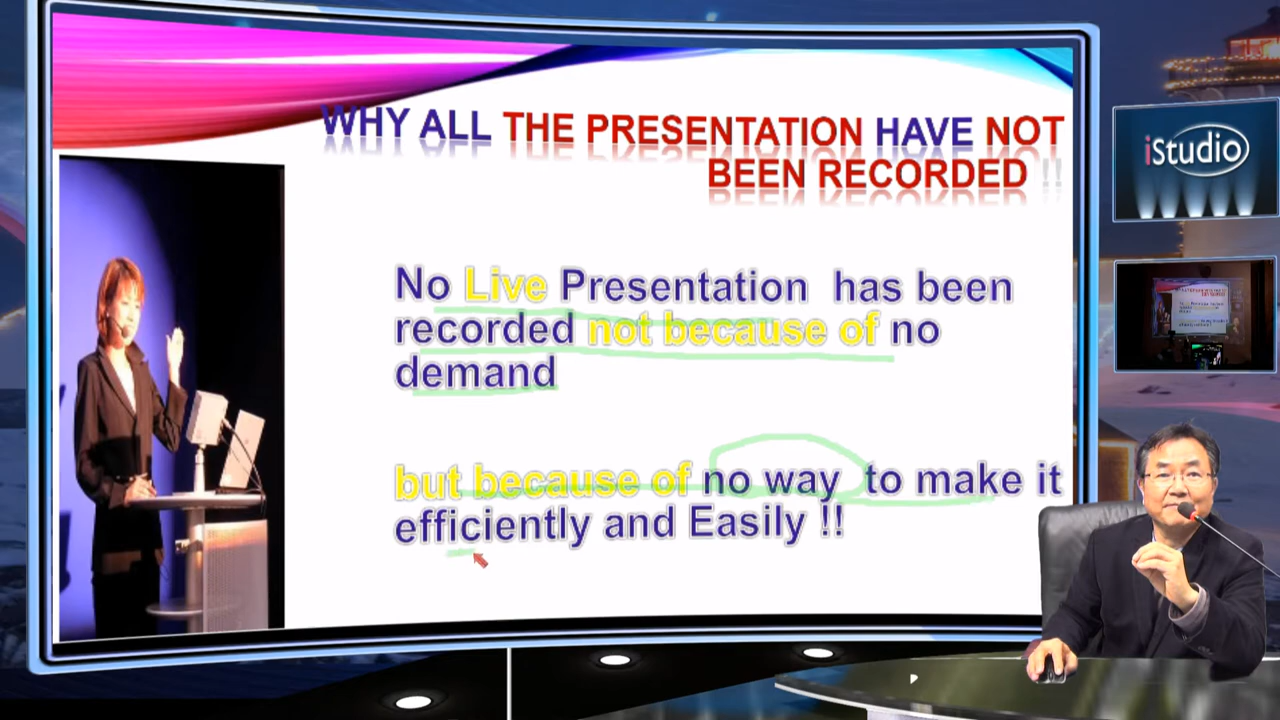 WHY ALL THE PRESENTATION HAVE NOT
BEEN RECORDED !!
No Live Presentation has been
recorded not because of no
demand
but because of no way to make it
efficiently and Easily !!
iStudio